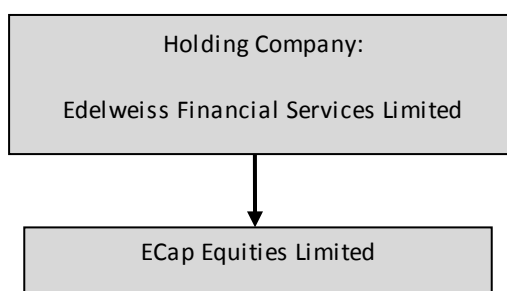 Holding Company:
Edelweiss Financial Services Limited
ECap Equities Limited